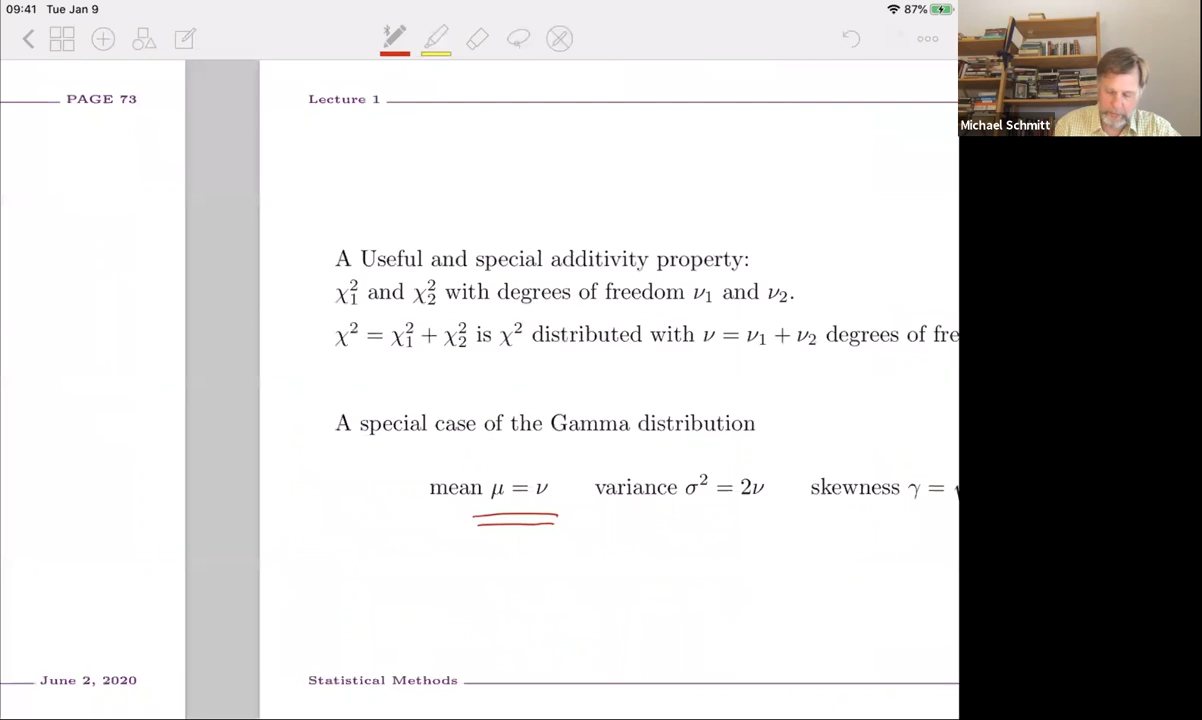 09:41 Tue Jan 9
87%
Michael Schmitt
PAGE 73
Lecture 1
A Useful and special additivity property:
χ₁² and χ₂² with degrees of freedom ν₁ and ν₂.
χ² = χ₁² + χ₂² is χ² distributed with ν = ν₁ + ν₂ degrees of fre
A special case of the Gamma distribution
mean μ = ν variance σ² = 2ν skewness γ =
June 2, 2020
Statistical Methods